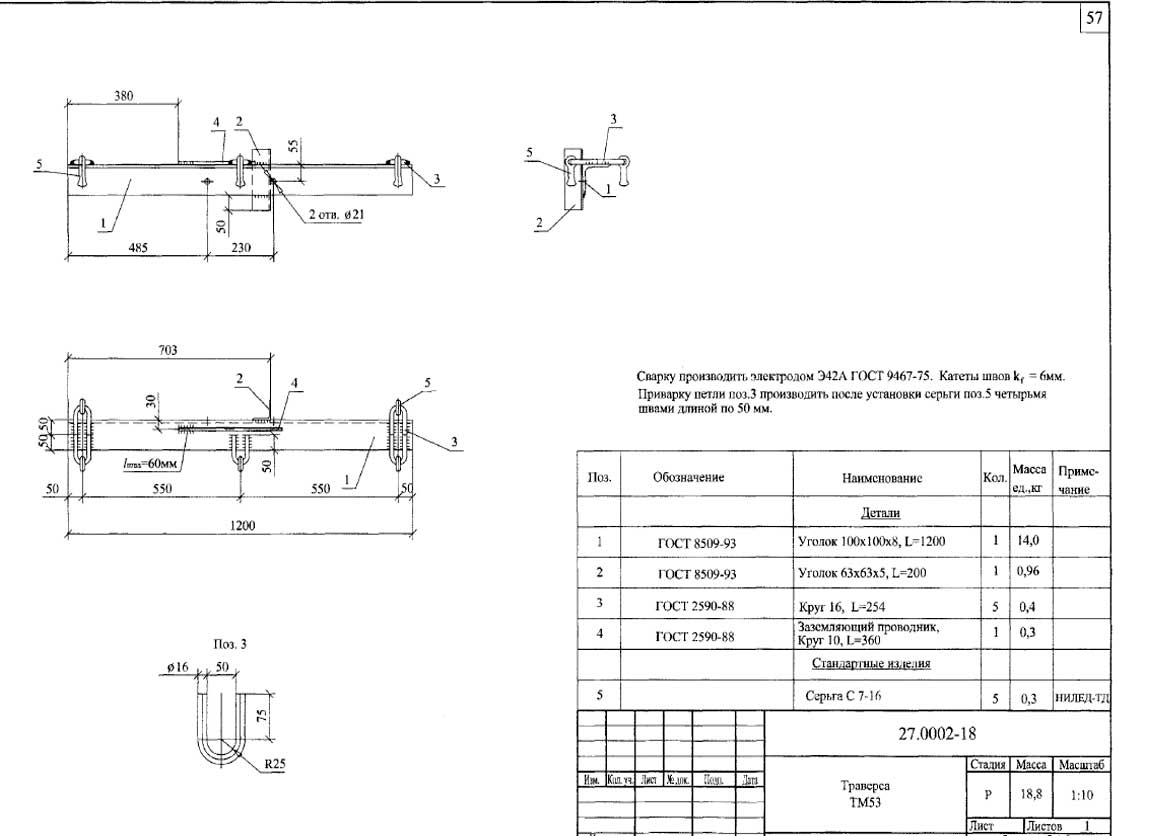 57
380
4
2
55
5
3
1
50
2 отв. ø21
485
230
3
5
1
2
703
2
4
5
30
50
50
3
lшва=60мм
50
1
50
550
550
50
1200
Сварку производить электродом Э42А ГОСТ 9467-75. Катеты швов kf = 6мм.
Приварку петли поз.3 производить после установки серьги поз.5 четырьмя
швами длиной по 50 мм.
Поз. 3
ø16
50
75
R25
Поз. Обозначение Наименование Кол. Масса ед.,кг Приме-чание
Детали
1 ГОСТ 8509-93 Уголок 100х100х8, L=1200 1 14,0
2 ГОСТ 8509-93 Уголок 63х63х5, L=200 1 0,96
3 ГОСТ 2590-88 Круг 16, L=254 5 0,4
4 ГОСТ 2590-88 Заземляющий проводник, Круг 10, L=360 1 0,3
Стандартные изделия
5 Серьга С 7-16 5 0,3 НИЛЕД-ТД
27.0002-18
Изм. Кол. уч. Лист № док. Подп. Дата
Траверса
ТМ53
Стадия Масса Масштаб
Р 18,8 1:10
Лист Листов 1